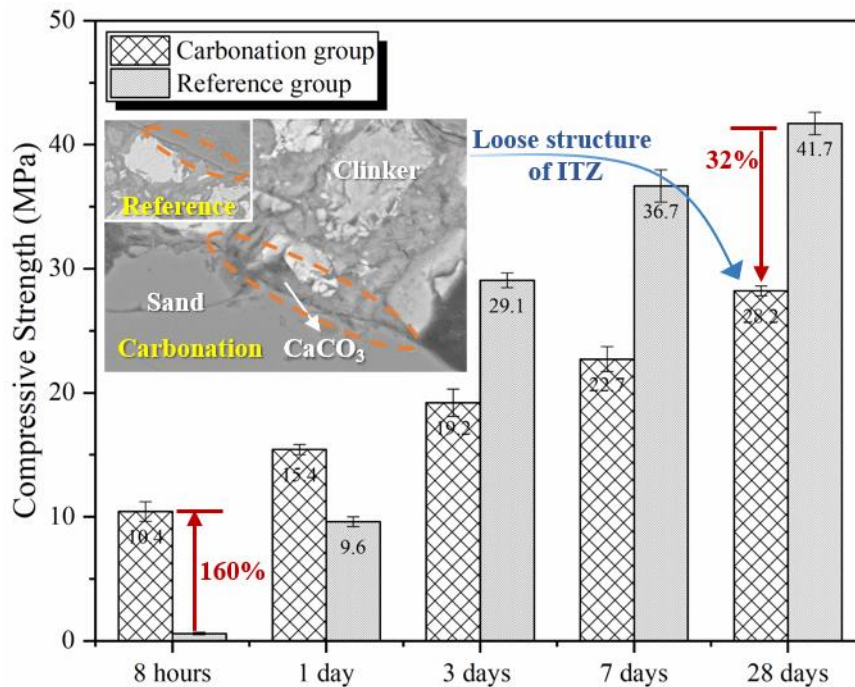 Compressive Strength (MPa)
50
40
30
20
10
0
Carbonation group
Reference group
Reference
Clinker
Sand
Carbonation
CaCO₃
Loose structure
of ITZ
32%
160%
10.4
15.4
9.6
19.2
29.1
22.7
36.7
28.2
41.7
8 hours
1 day
3 days
7 days
28 days